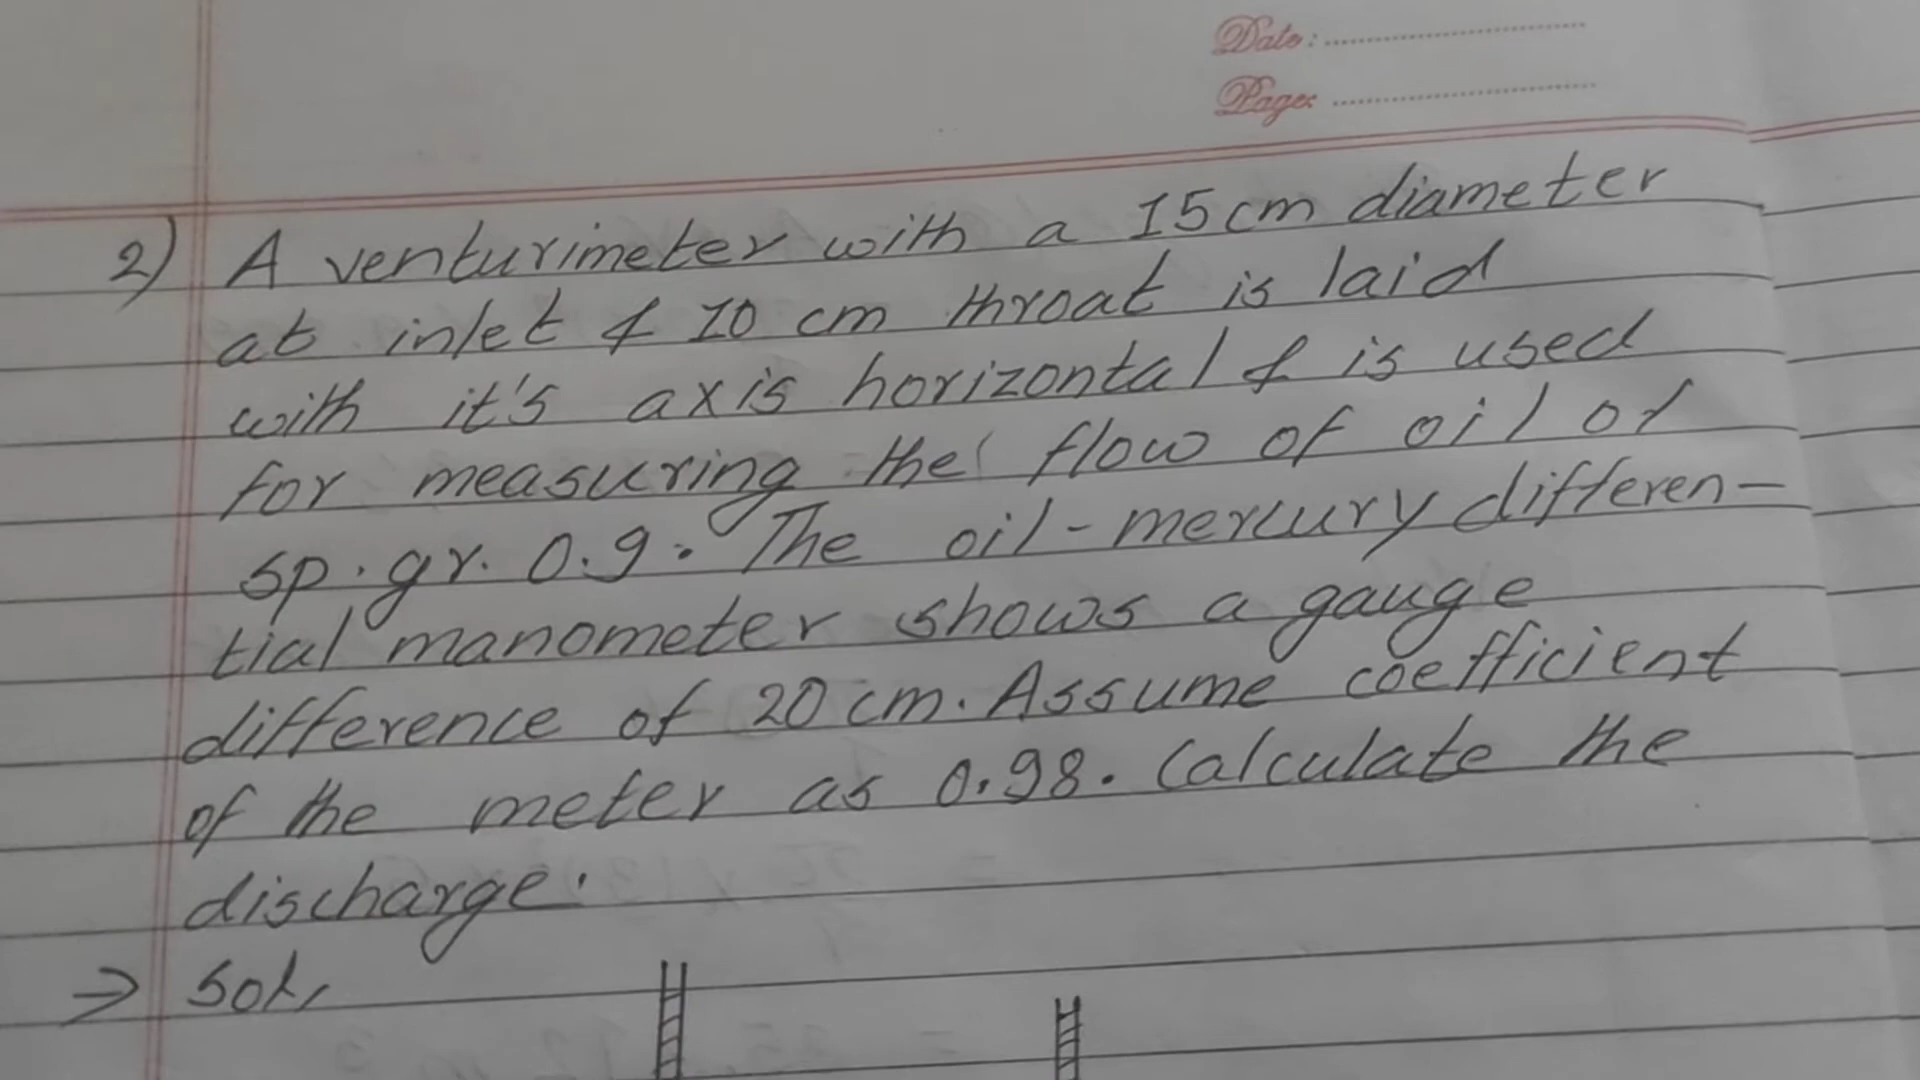 Date:
Page:
2) A venturimeter with a 15cm diameter
at inlet & 10 cm throat is laid
with it's axis horizontal & is used
for measuring the flow of oil of
sp.gr. 0.9. The oil-mercury differen-
tial manometer shows a gauge
difference of 20 cm. Assume coefficient
of the meter as 0.98. Calculate the
discharge.
⇒ Sol,